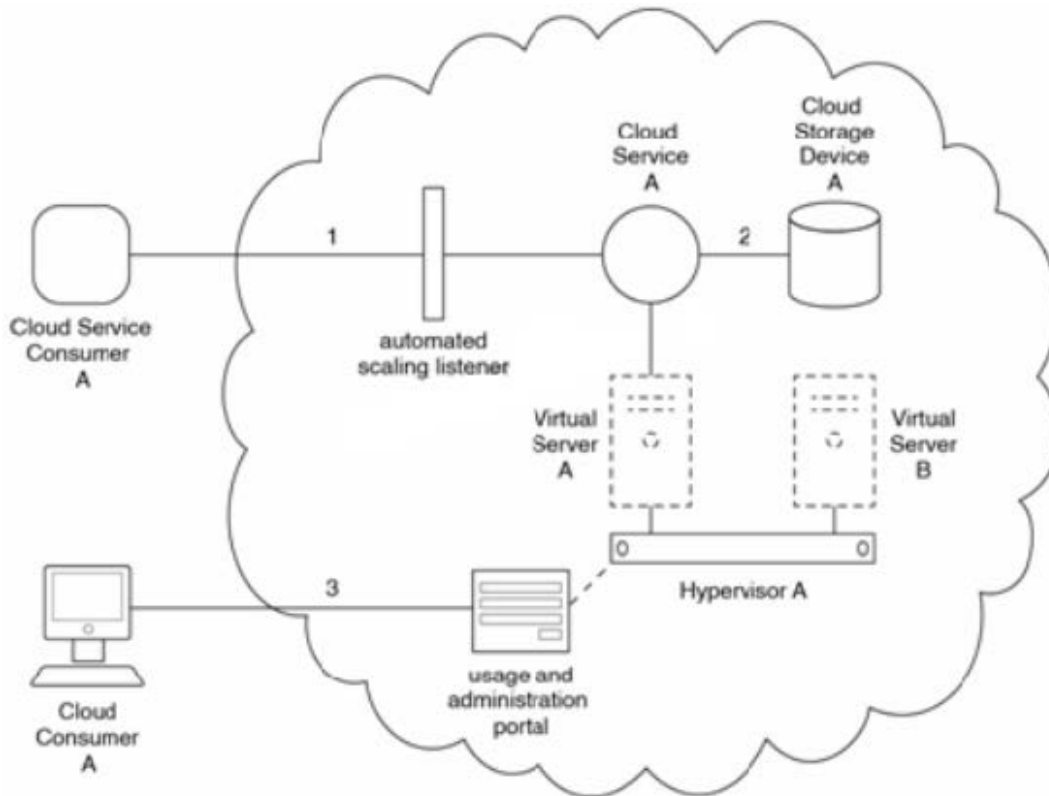 Cloud
Service
A
Cloud
Storage
Device
A
1
2
Cloud Service
Consumer
A
automated
scaling listener
Virtual
Server
A
Virtual
Server
B
Hypervisor A
3
usage and
administration
portal
Cloud
Consumer
A